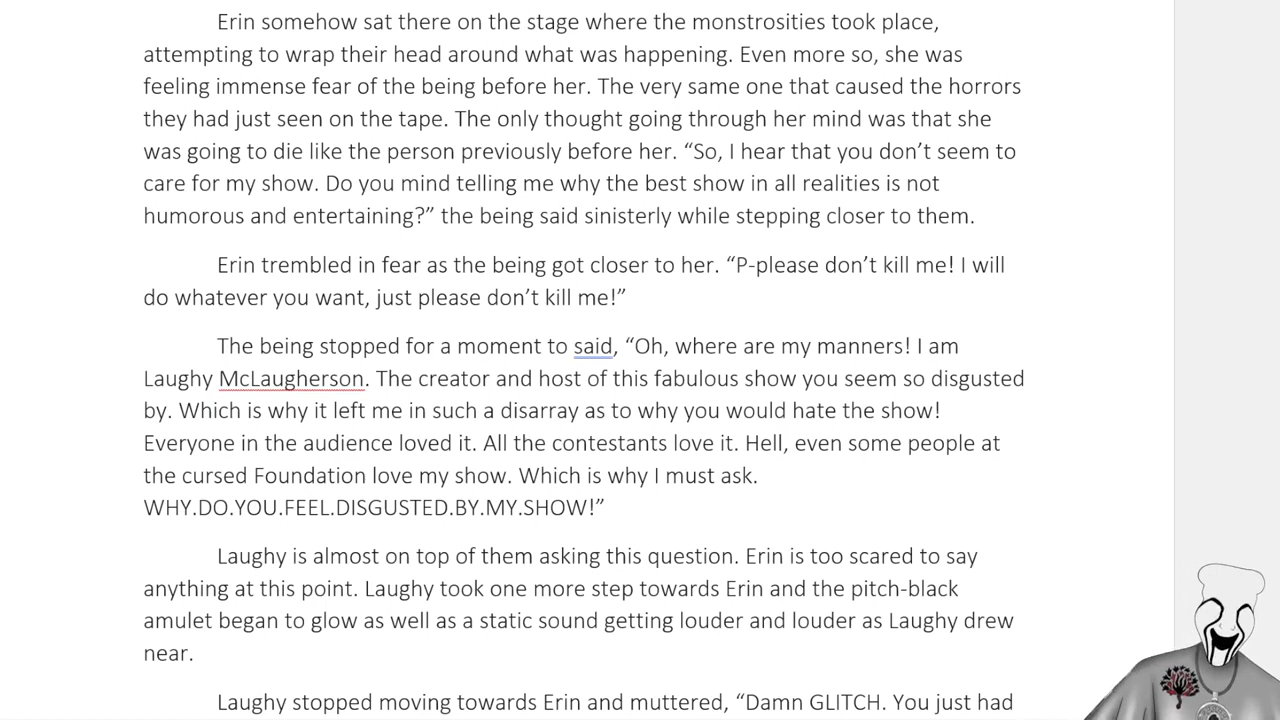 Erin somehow sat there on the stage where the monstrosities took place,
attempting to wrap their head around what was happening. Even more so, she was
feeling immense fear of the being before her. The very same one that caused the horrors
they had just seen on the tape. The only thought going through her mind was that she
was going to die like the person previously before her. “So, I hear that you don’t seem to
care for my show. Do you mind telling me why the best show in all realities is not
humorous and entertaining?” the being said sinisterly while stepping closer to them.
Erin trembled in fear as the being got closer to her. “P-please don’t kill me! I will
do whatever you want, just please don’t kill me!”
The being stopped for a moment to said, “Oh, where are my manners! I am
Laughy McLaugherson. The creator and host of this fabulous show you seem so disgusted
by. Which is why it left me in such a disarray as to why you would hate the show!
Everyone in the audience loved it. All the contestants love it. Hell, even some people at
the cursed Foundation love my show. Which is why I must ask.
WHY.DO.YOU.FEEL.DISGUSTED.BY.MY.SHOW!”
Laughy is almost on top of them asking this question. Erin is too scared to say
anything at this point. Laughy took one more step towards Erin and the pitch-black
amulet began to glow as well as a static sound getting louder and louder as Laughy drew
near.
Laughy stopped moving towards Erin and muttered, “Damn GLITCH. You just had